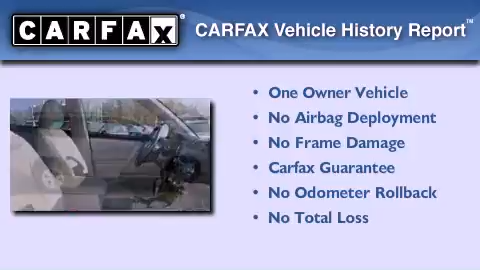 CARFAX® CARFAX Vehicle History Report™
• One Owner Vehicle
• No Airbag Deployment
• No Frame Damage
• Carfax Guarantee
• No Odometer Rollback
• No Total Loss